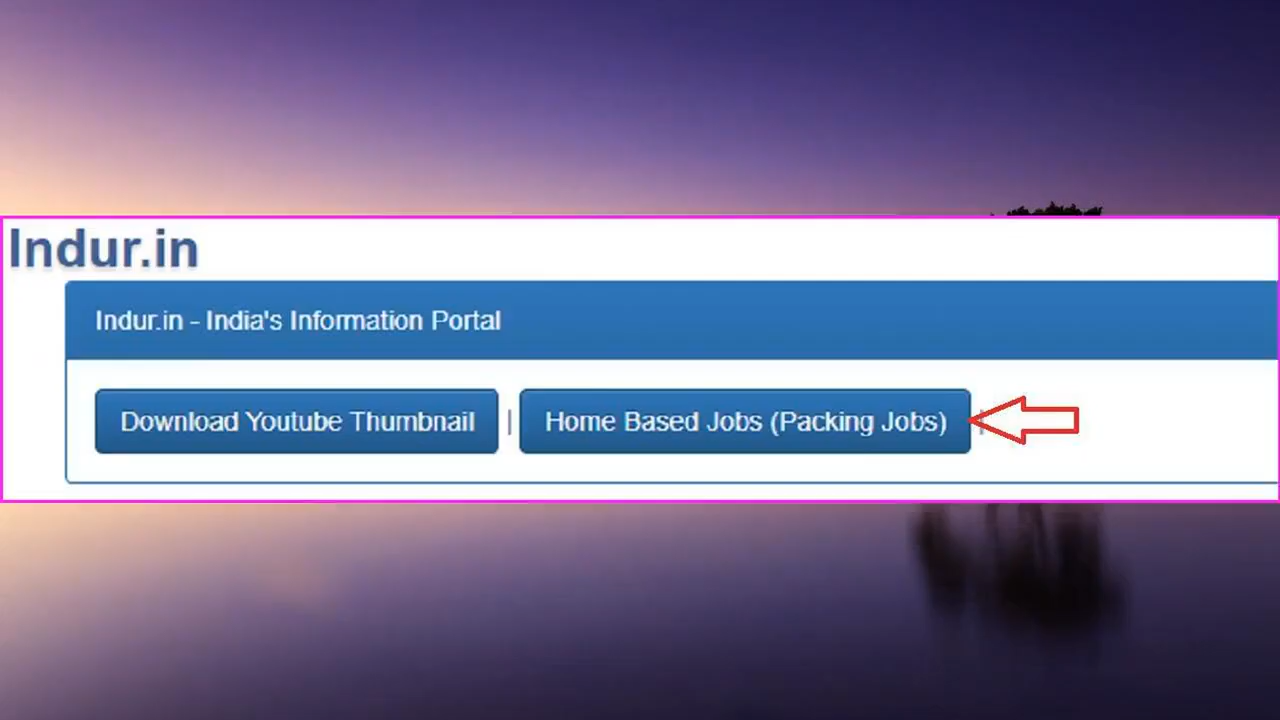 Indur.in
Indur.in - India's Information Portal
Download Youtube Thumbnail | Home Based Jobs (Packing Jobs) |